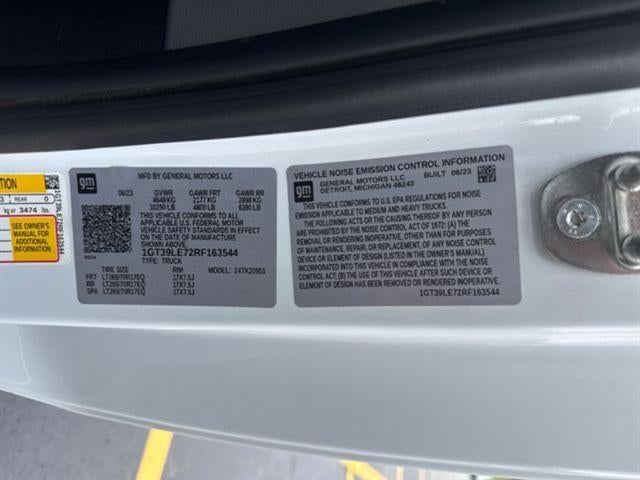 3 REAR 0
kg or 3474 lbs
SEE OWNER'S
MANUAL FOR
ADDITIONAL
INFORMATION
1GT39LE72RF163544
gm
MFD BY GENERAL MOTORS LLC
06/23 GVWR GAWR FRT GAWR RR
4649 KG 2177 KG 2898 KG
10250 LB 4800 LB 6390 LB
THIS VEHICLE CONFORMS TO ALL
APPLICABLE U.S. FEDERAL MOTOR
VEHICLE SAFETY STANDARDS IN EFFECT
ON THE DATE OF MANUFACTURE
SHOWN ABOVE.
1GT39LE72RF163544
TYPE: TRUCK
TIRE SIZE RIM MODEL: 24TK20903
FRT LT265/70R17EQ 17X7.5J
RR LT265/70R17EQ 17X7.5J
SPA LT265/70R17EQ 17X7.5J
VEHICLE NOISE EMISSION CONTROL INFORMATION
gm
GENERAL MOTORS LLC BUILT 06/23
DETROIT, MICHIGAN 48243
THIS VEHICLE CONFORMS TO U.S. EPA REGULATIONS FOR NOISE
EMISSION APPLICABLE TO MEDIUM AND HEAVY TRUCKS.
THE FOLLOWING ACTS OR THE CAUSING THEREOF BY ANY PERSON
ARE PROHIBITED BY THE NOISE CONTROL ACT OF 1972: (A) THE
REMOVAL OR RENDERING INOPERATIVE, OTHER THAN FOR PURPOSES
OF MAINTENANCE, REPAIR, OR REPLACEMENT, OF ANY NOISE CONTROL
DEVICE OR ELEMENT OF DESIGN (LISTED IN THE OWNER'S MANUAL)
INCORPORATED INTO THIS VEHICLE IN COMPLIANCE WITH THE NOISE
CONTROL ACT; (B) THE USE OF THIS VEHICLE AFTER SUCH DEVICE OR
ELEMENT OF DESIGN HAS BEEN REMOVED OR RENDERED INOPERATIVE.
1GT39LE72RF163544